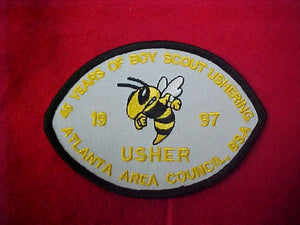 45 YEARS OF BOY SCOUT USHERING
19 97
USHER
ATLANTA AREA COUNCIL, BSA